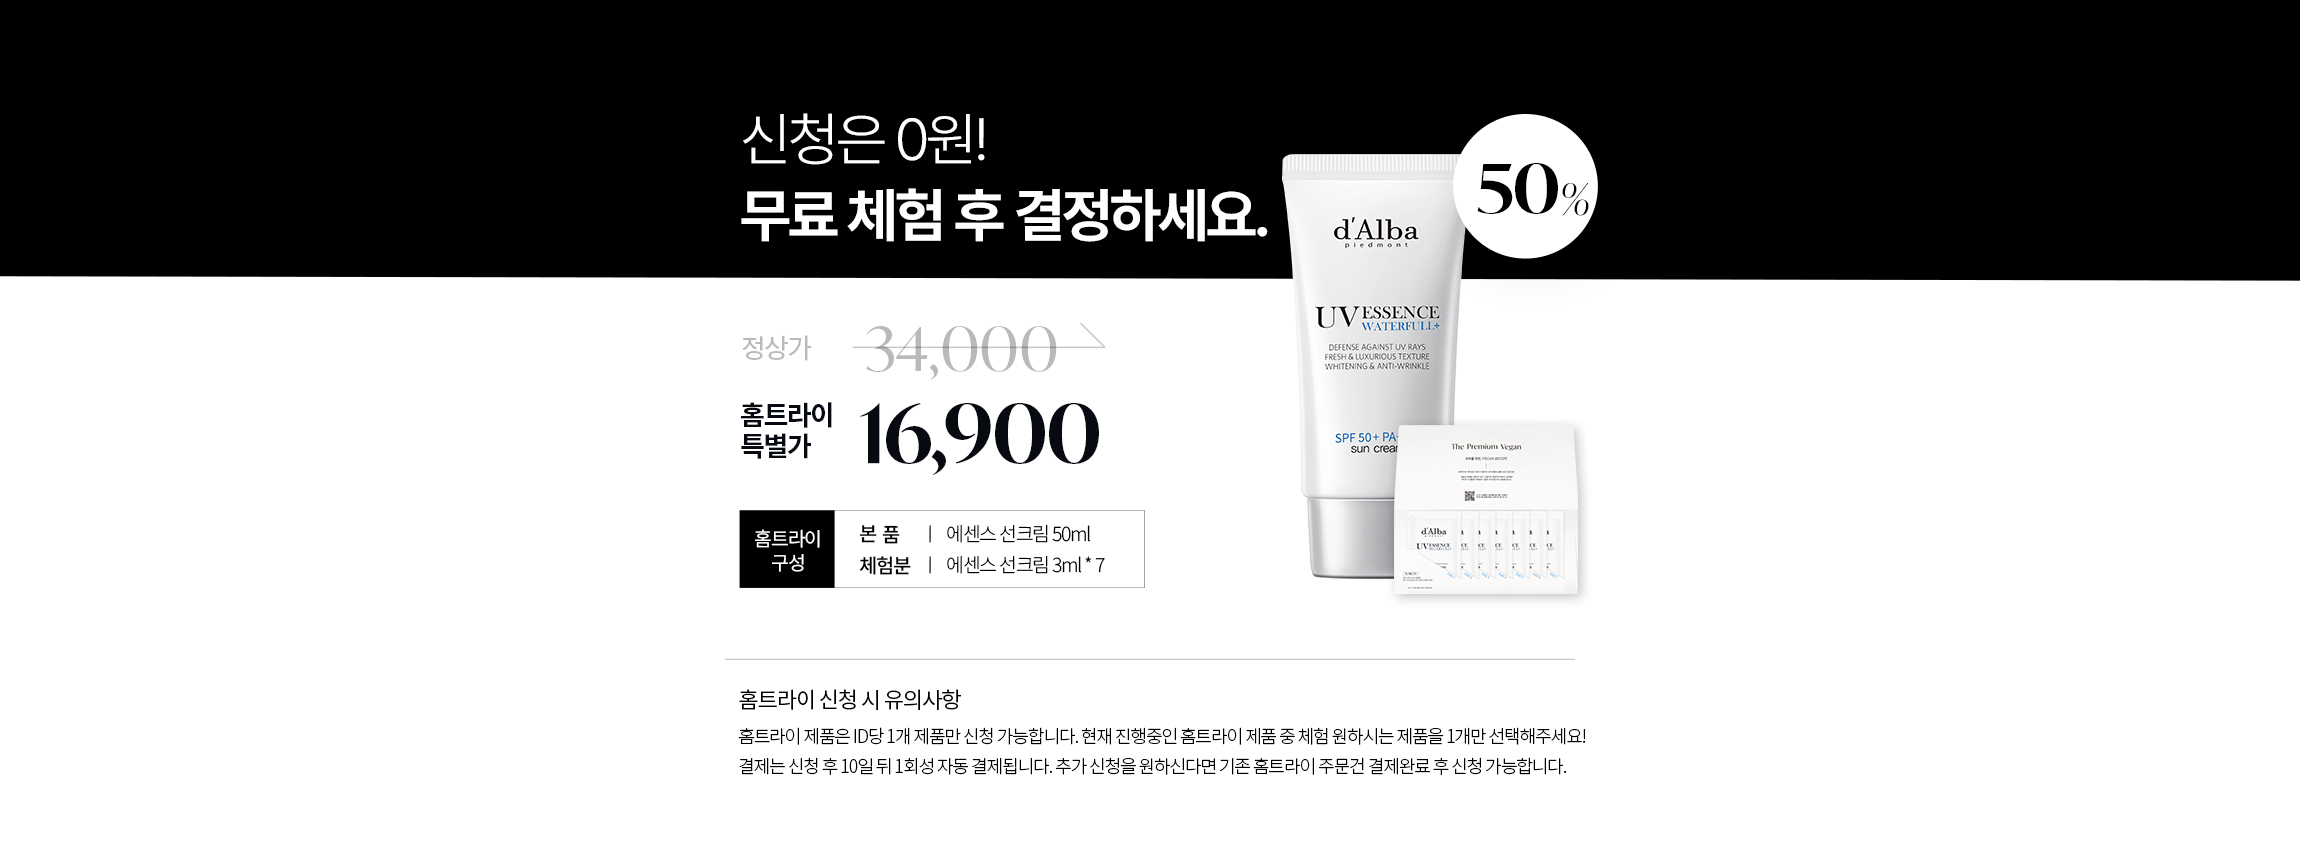 신청은 0원!
무료 체험 후 결정하세요.
50%
정상가 34,000
홈트라이
특별가
16,900
홈트라이
구성
본 품 | 에센스 선크림 50ml
체험분 | 에센스 선크림 3ml * 7
d'Alba
piedmont
UV ESSENCE
WATERFULL+
DEFENSE AGAINST UV RAYS
FRESH & LUXURIOUS TEXTURE
WHITENING & ANTI-WRINKLE
SPF 50+ PA+
sun cream
The Premium Vegan
d'Alba
piedmont
UV ESSENCE
WATERFULL+
홈트라이 신청 시 유의사항
홈트라이 제품은 ID당 1개 제품만 신청 가능합니다. 현재 진행중인 홈트라이 제품 중 체험 원하시는 제품을 1개만 선택해주세요!
결제는 신청 후 10일 뒤 1회성 자동 결제됩니다. 추가 신청을 원하신다면 기존 홈트라이 주문건 결제완료 후 신청 가능합니다.